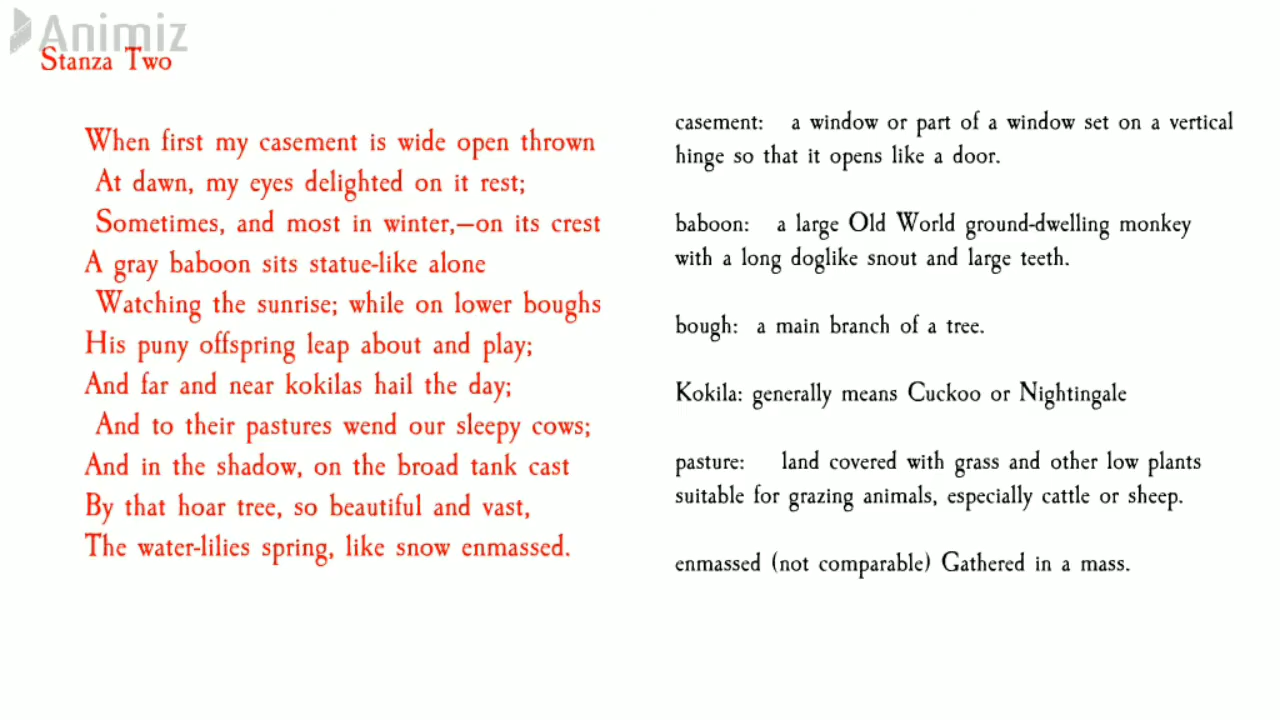 Animiz
Stanza Two
When first my casement is wide open thrown
At dawn, my eyes delighted on it rest;
Sometimes, and most in winter,—on its crest
A gray baboon sits statue-like alone
Watching the sunrise; while on lower boughs
His puny offspring leap about and play;
And far and near kokilas hail the day;
And to their pastures wend our sleepy cows;
And in the shadow, on the broad tank cast
By that hoar tree, so beautiful and vast,
The water-lilies spring, like snow enmassed.
casement: a window or part of a window set on a vertical
hinge so that it opens like a door.
baboon: a large Old World ground-dwelling monkey
with a long doglike snout and large teeth.
bough: a main branch of a tree.
Kokila: generally means Cuckoo or Nightingale
pasture: land covered with grass and other low plants
suitable for grazing animals, especially cattle or sheep.
enmassed (not comparable) Gathered in a mass.